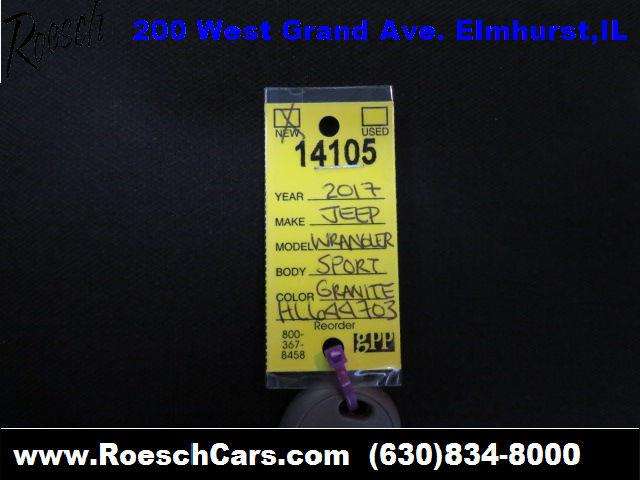 Roesch
200 West Grand Ave. Elmhurst,IL
NEW USED
14105
YEAR 2017
MAKE JEEP
MODEL WRANGLER
BODY SPORT
COLOR GRANITE
HL644703
Reorder
800-
367-
8458
gpp
www.RoeschCars.com (630)834-8000